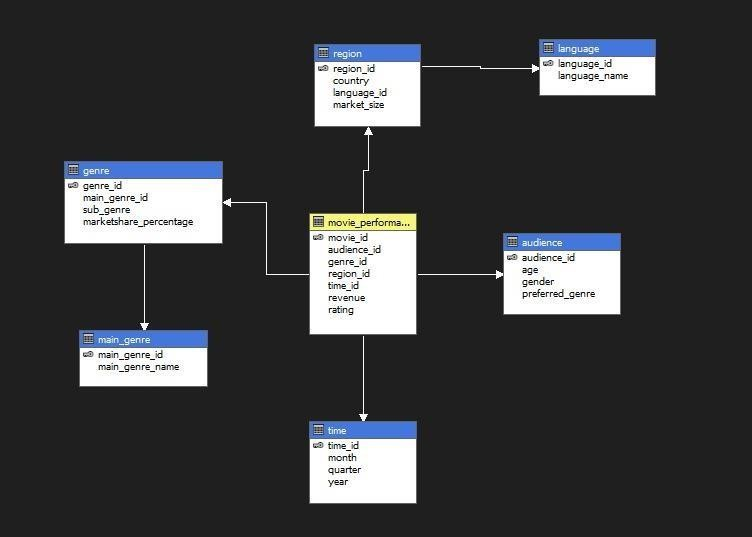 region
region_id
country
language_id
market_size
language
language_id
language_name
genre
genre_id
main_genre_id
sub_genre
marketshare_percentage
movie_performa...
movie_id
audience_id
genre_id
region_id
time_id
revenue
rating
audience
audience_id
age
gender
preferred_genre
main_genre
main_genre_id
main_genre_name
time
time_id
month
quarter
year